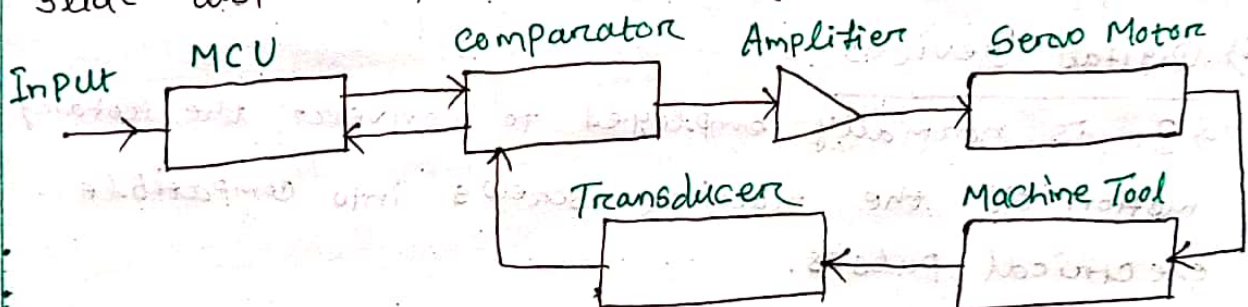 MCU
Comparator
Amplifier
Servo Motor
Input
Transducer
Machine Tool